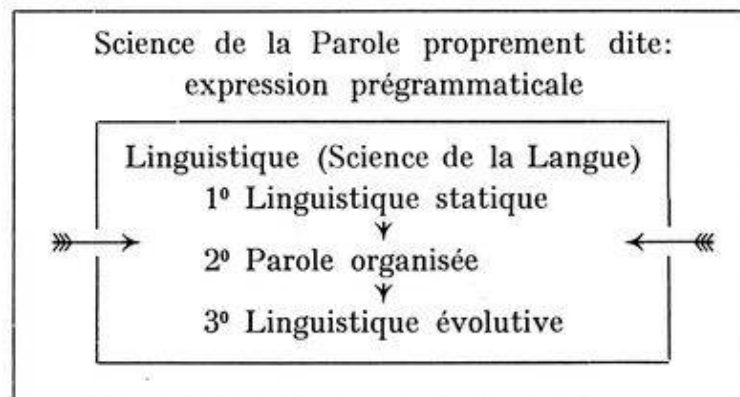 Science de la Parole proprement dite:
expression prégrammaticale
Linguistique (Science de la Langue)
1º Linguistique statique
2º Parole organisée
3º Linguistique évolutive